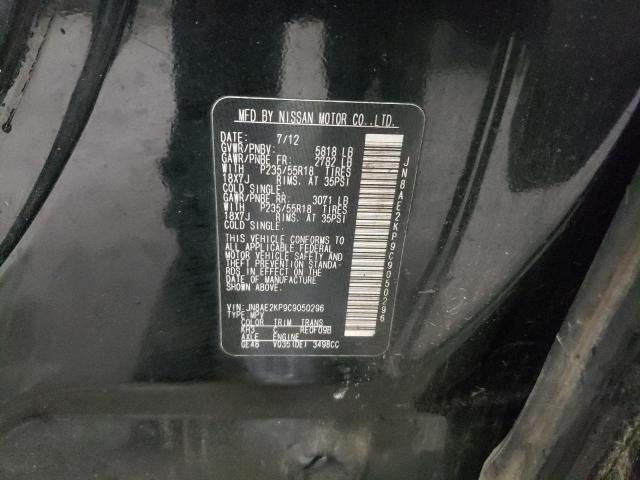 MFD BY NISSAN MOTOR CO.,LTD.
DATE: 7/12
GVWR/PNBV: 5818 LB
GAWR/PNBE FR: 2782 LB
WITH P235/55R18 TIRES
18X7J RIMS. AT 35PSI
COLD SINGLE.
GAWR/PNBE RR: 3071 LB
WITH P235/55R18 TIRES
18X7J RIMS. AT 35PSI
COLD SINGLE.
THIS VEHICLE CONFORMS TO
ALL APPLICABLE FEDERAL
MOTOR VEHICLE SAFETY AND
THEFT PREVENTION STANDA-
RDS IN EFFECT ON THE
DATE OF MANUFACTURE
SHOWN ABOVE.
VIN: JN8AE2KP9C9050296
TYPE:MPV
COLOR TRIM TRANS
KH3 C RE0F09B
AXLE ENGINE
GE48 VQ35(DE) 3498CC
JN8AE2KP9C9050296